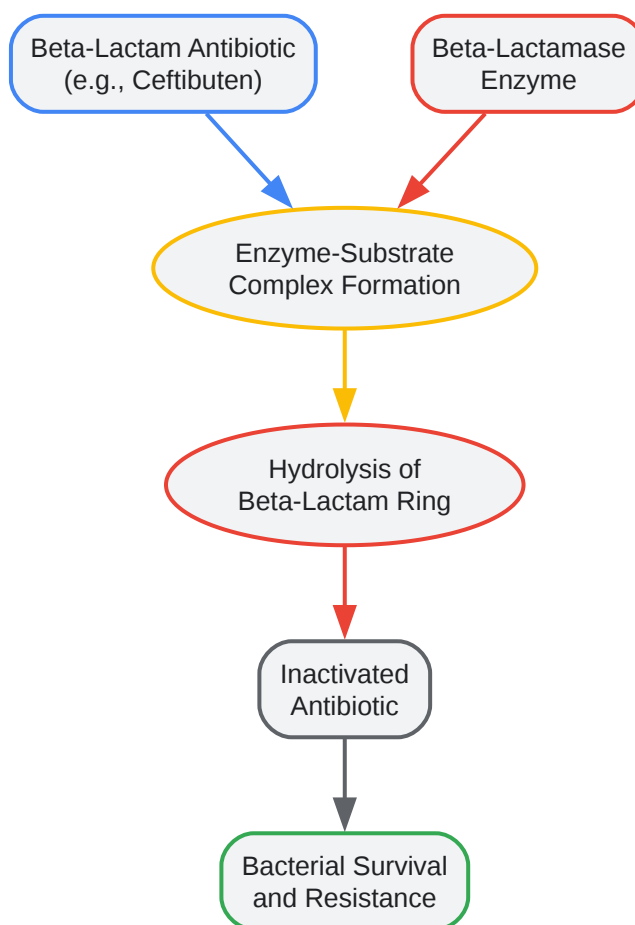 Beta-Lactam Antibiotic
(e.g., Ceftibuten)
Beta-Lactamase
Enzyme
Enzyme-Substrate
Complex Formation
Hydrolysis of
Beta-Lactam Ring
Inactivated
Antibiotic
Bacterial Survival
and Resistance